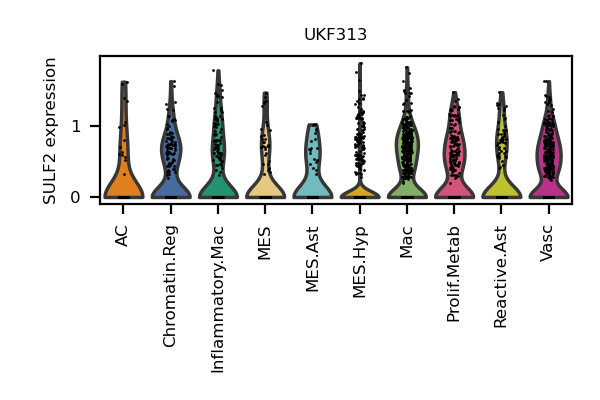 UKF313
SULF2 expression
1
0
AC
Chromatin.Reg
Inflammatory.Mac
MES
MES.Ast
MES.Hyp
Mac
Prolif.Metab
Reactive.Ast
Vasc